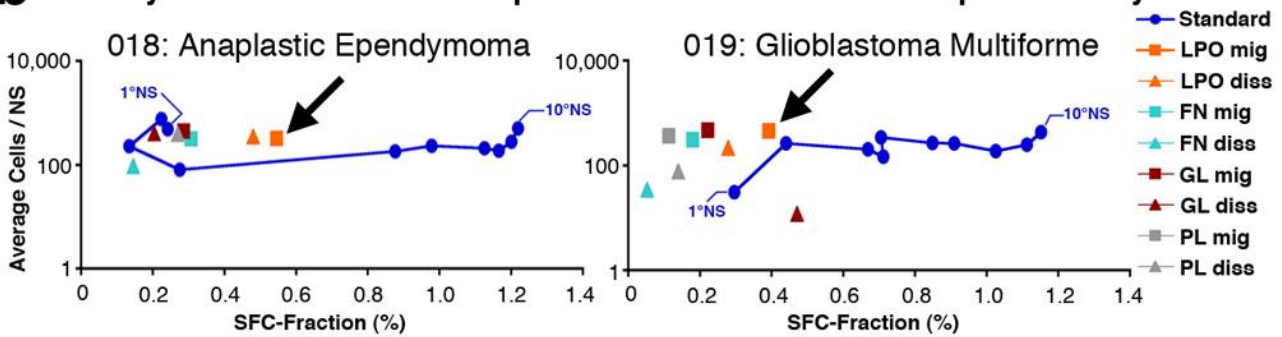 018: Anaplastic Ependymoma
10,000
100
1
Average Cells / NS
1°NS
10°NS
0 0.2 0.4 0.6 0.8 1.0 1.2 1.4
SFC-Fraction (%)
019: Glioblastoma Multiforme
10,000
100
1
1°NS
10°NS
0 0.2 0.4 0.6 0.8 1.0 1.2 1.4
SFC-Fraction (%)
Standard
LPO mig
LPO diss
FN mig
FN diss
GL mig
GL diss
PL mig
PL diss